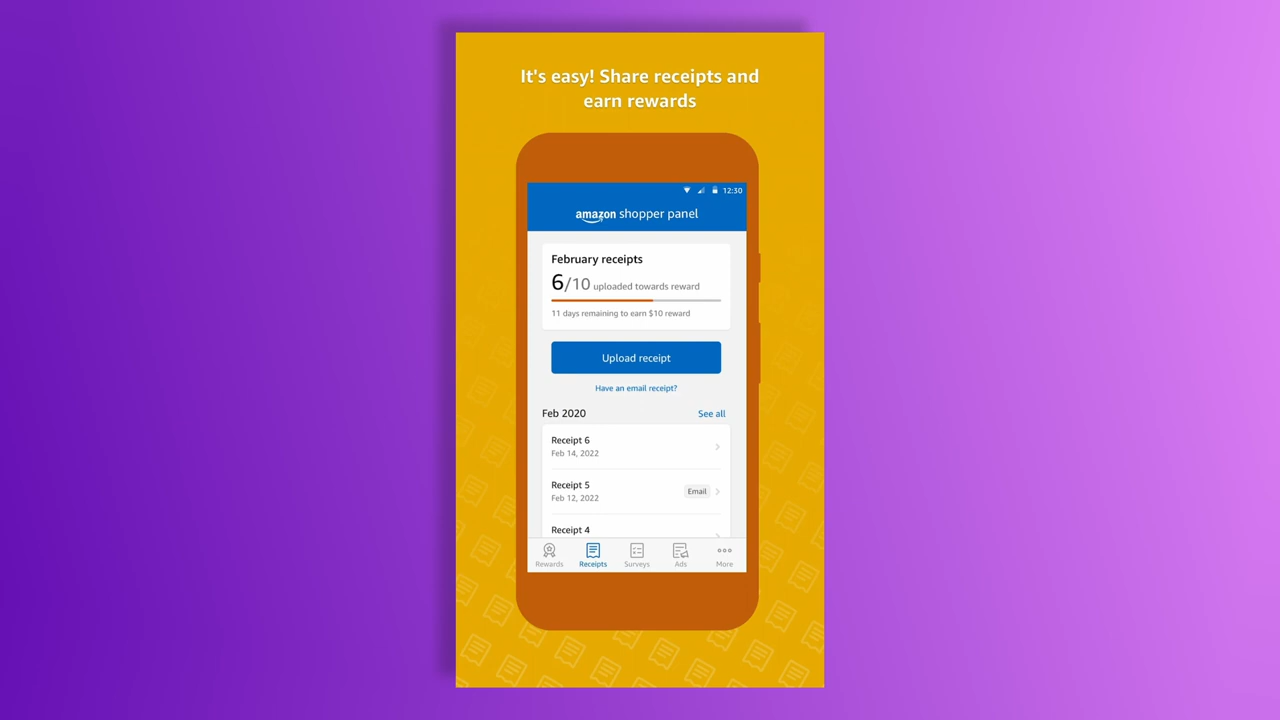 It's easy! Share receipts and
earn rewards
12:30
amazon shopper panel
February receipts
6/10 uploaded towards reward
11 days remaining to earn $10 reward
Upload receipt
Have an email receipt?
Feb 2020 See all
Receipt 6
Feb 14, 2022
Receipt 5
Feb 12, 2022
Email
Receipt 4
Rewards Receipts Surveys Ads More